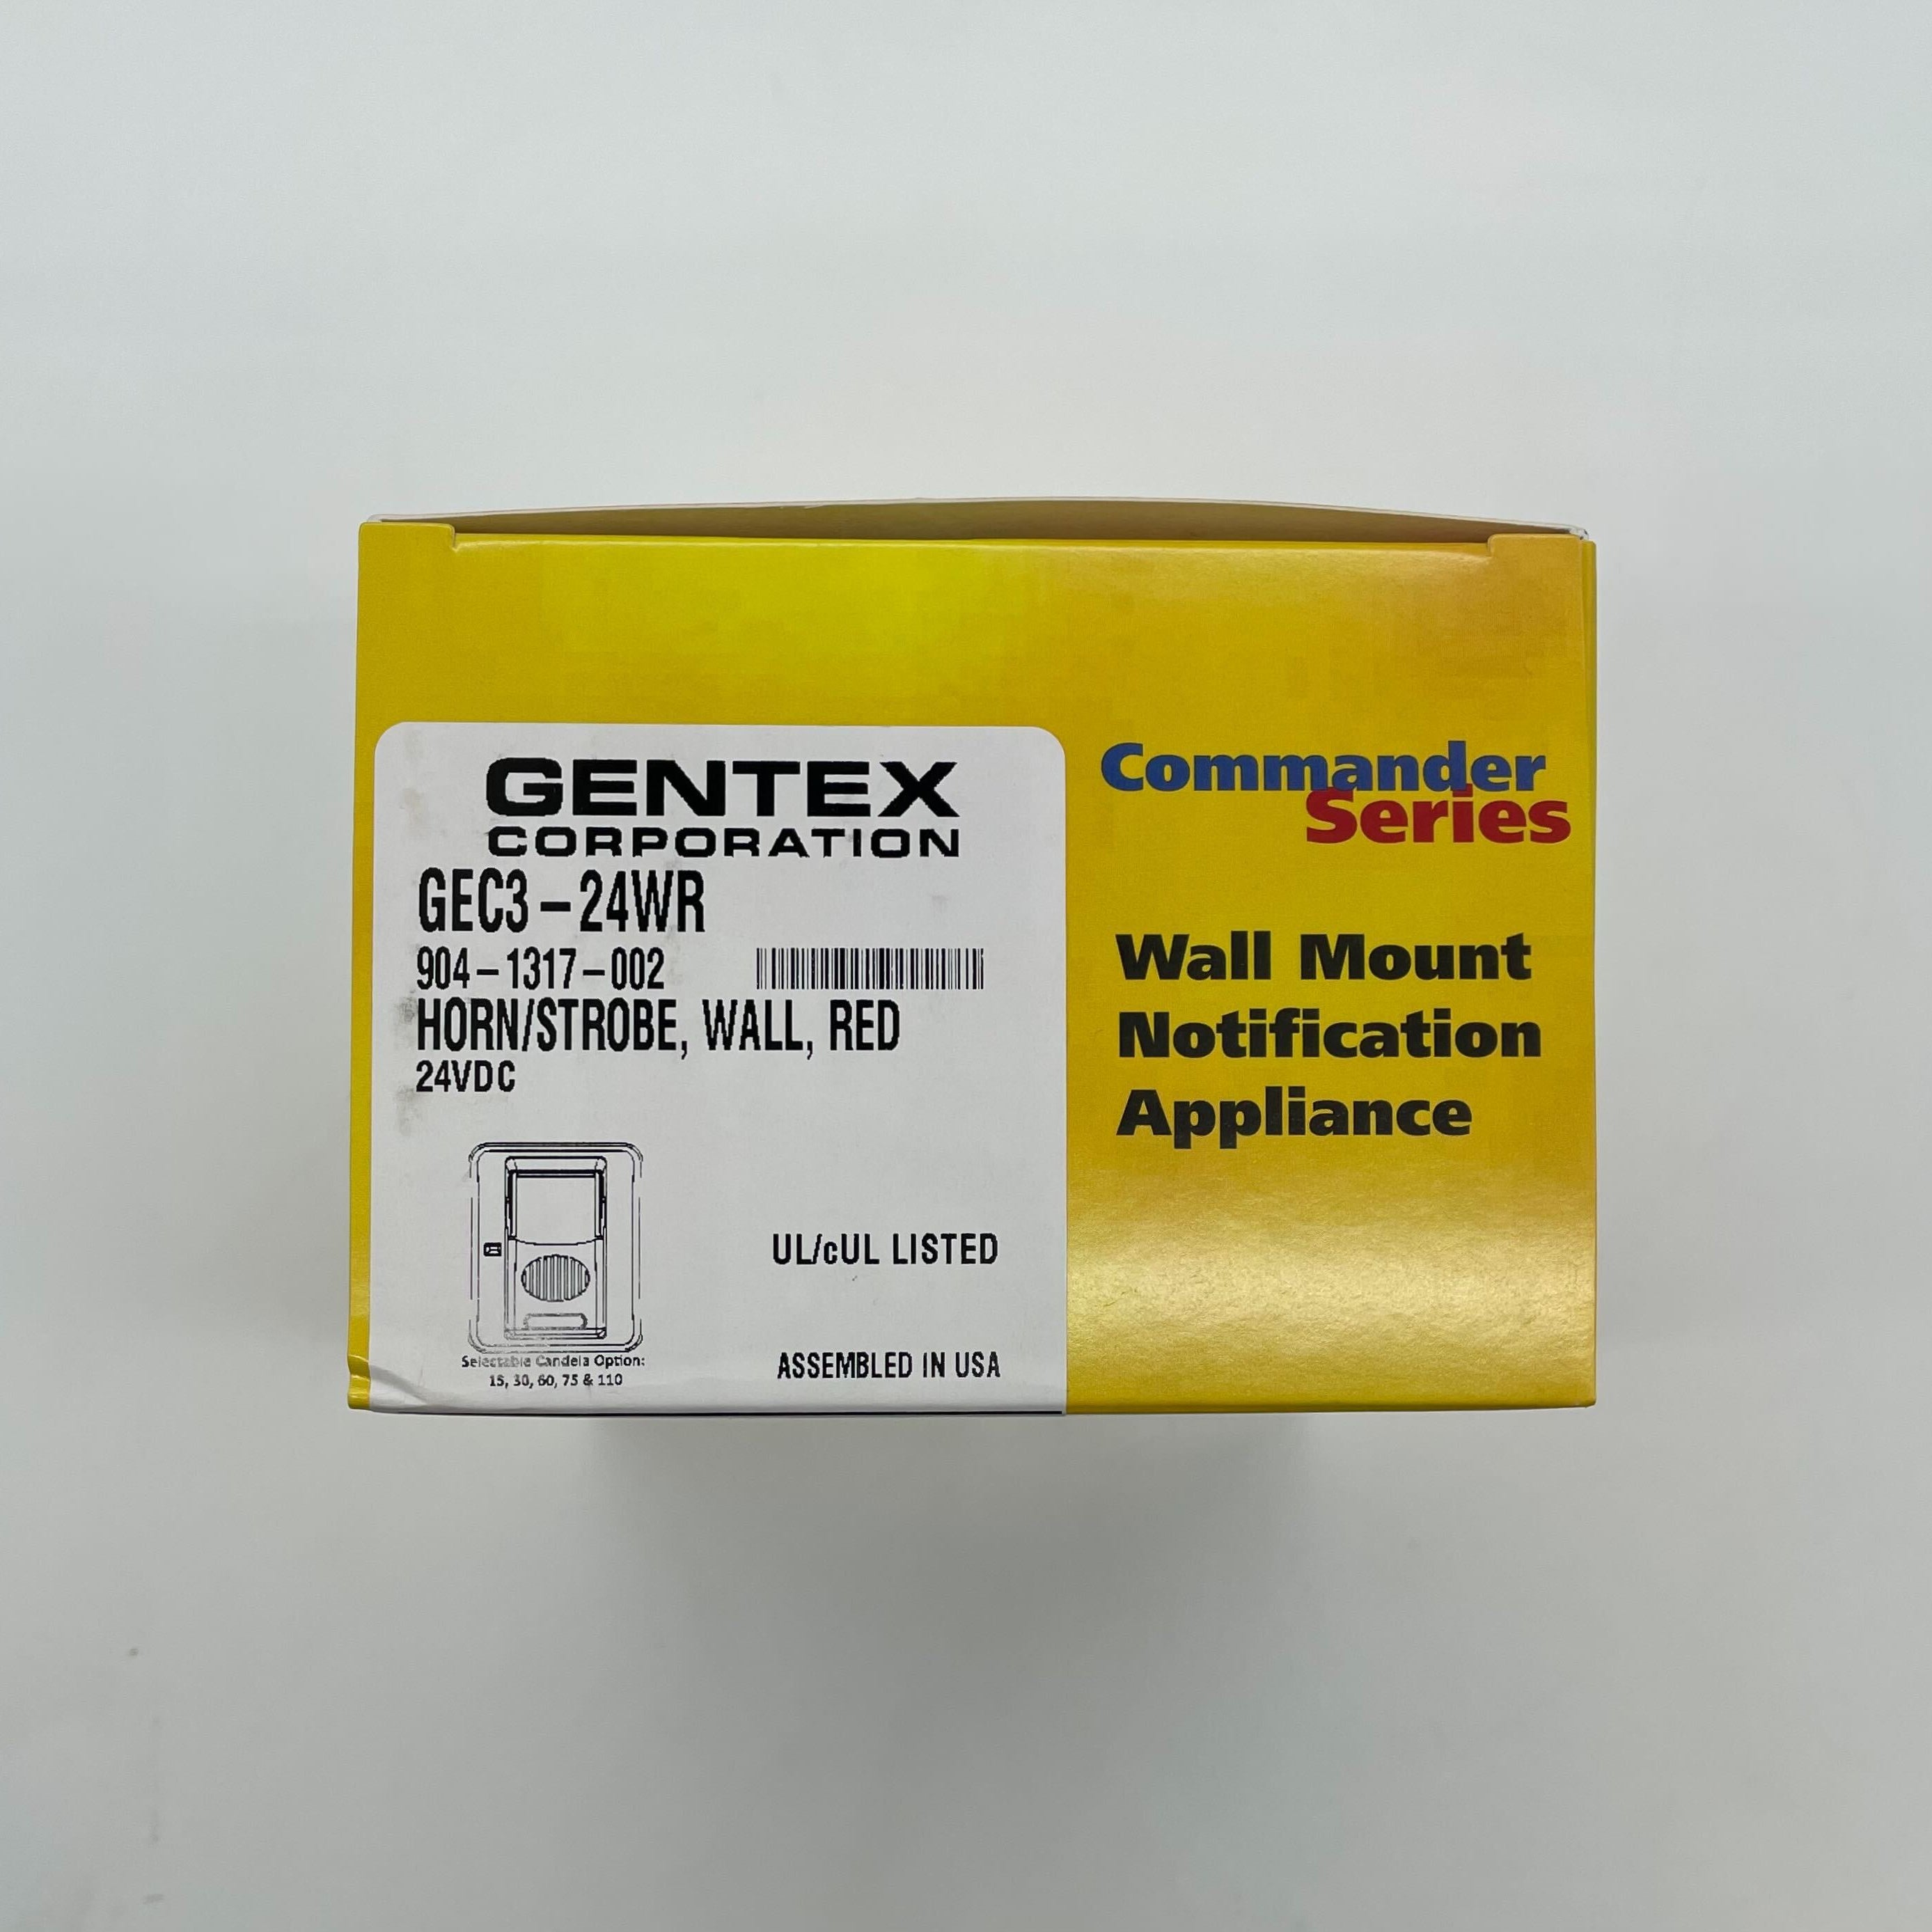 GENTEX
CORPORATION
GEC3-24WR
904-1317-002
HORN/STROBE, WALL, RED
24VDC
UL/cUL LISTED
Selectable Candela Option:
15, 30, 60, 75 & 110
ASSEMBLED IN USA
Commander
Series
Wall Mount
Notification
Appliance